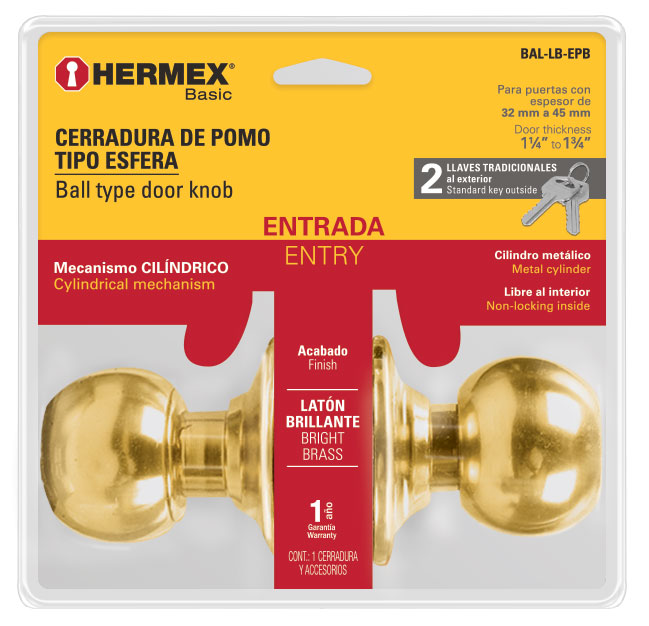 HERMEX®
Basic
BAL-LB-EPB
Para puertas con
espesor de
32 mm a 45 mm
Door thickness
1¼” to 1¾”
CERRADURA DE POMO
TIPO ESFERA
Ball type door knob
2 LLAVES TRADICIONALES
al exterior
Standard key outside
ENTRADA
ENTRY
Mecanismo CILÍNDRICO
Cylindrical mechanism
Cilindro metálico
Metal cylinder
Libre al interior
Non-locking inside
Acabado
Finish
LATÓN
BRILLANTE
BRIGHT
BRASS
1 año
Garantía
Warranty
CONT.: 1 CERRADURA
Y ACCESORIOS